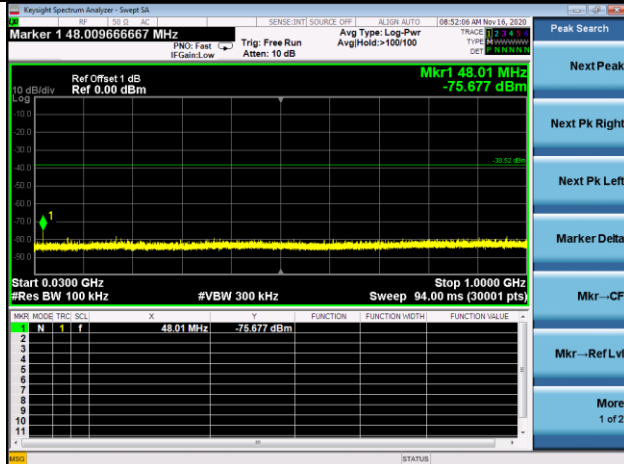 Keysight Spectrum Analyzer - Swept SA
RF 50 Ω AC SENSE:INT SOURCE OFF ALIGN AUTO 08:52:06 AM Nov 16, 2020
Marker 1 48.009666667 MHz
PNO: Fast
IFGain:Low
Trig: Free Run
Atten: 10 dB
Avg Type: Log-Pwr
Avg|Hold:>100/100
TRACE 1 2 3 4 5 6
TYPE M W W W W W
DET P N N N N N
Ref Offset 1 dB
10 dB/div Ref 0.00 dBm
Log
Mkr1 48.01 MHz
-75.677 dBm
-10.0
-20.0
-30.0
-38.52 dBm
-40.0
-50.0
-60.0
-70.0
1
-80.0
-90.0
Start 0.0300 GHz Stop 1.0000 GHz
#Res BW 100 kHz #VBW 300 kHz Sweep 94.00 ms (30001 pts)
MKR MODE TRC SCL X Y FUNCTION FUNCTION WIDTH FUNCTION VALUE
1 N 1 f 48.01 MHz -75.677 dBm
2
3
4
5
6
7
8
9
10
11
MSG STATUS
Peak Search
Next Peak
Next Pk Right
Next Pk Left
Marker Delta
Mkr→CF
Mkr→Ref Lvl
More
1 of 2